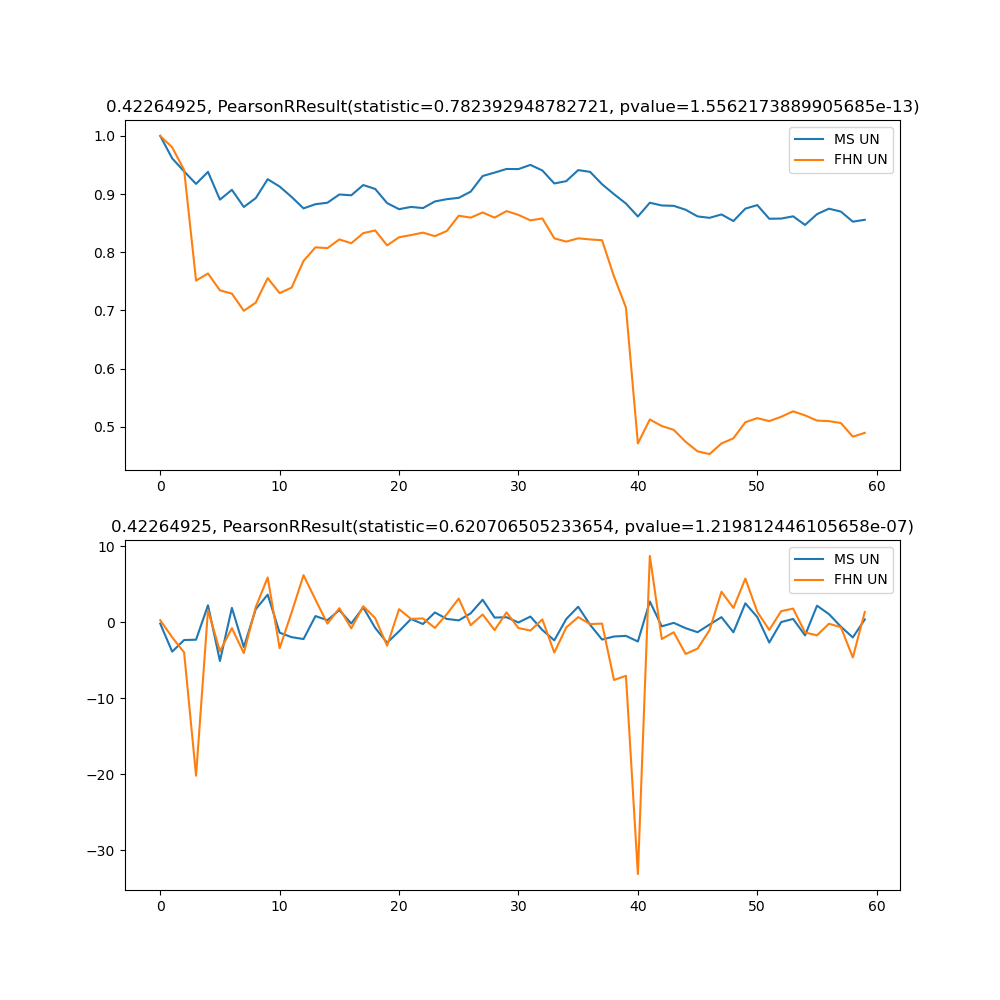 0.42264925, PearsonRResult(statistic=0.782392948782721, pvalue=1.5562173889905685e-13)
MS UN
FHN UN
1.0
0.9
0.8
0.7
0.6
0.5
0 10 20 30 40 50 60
0.42264925, PearsonRResult(statistic=0.620706505233654, pvalue=1.219812446105658e-07)
MS UN
FHN UN
10
0
−10
−20
−30
0 10 20 30 40 50 60